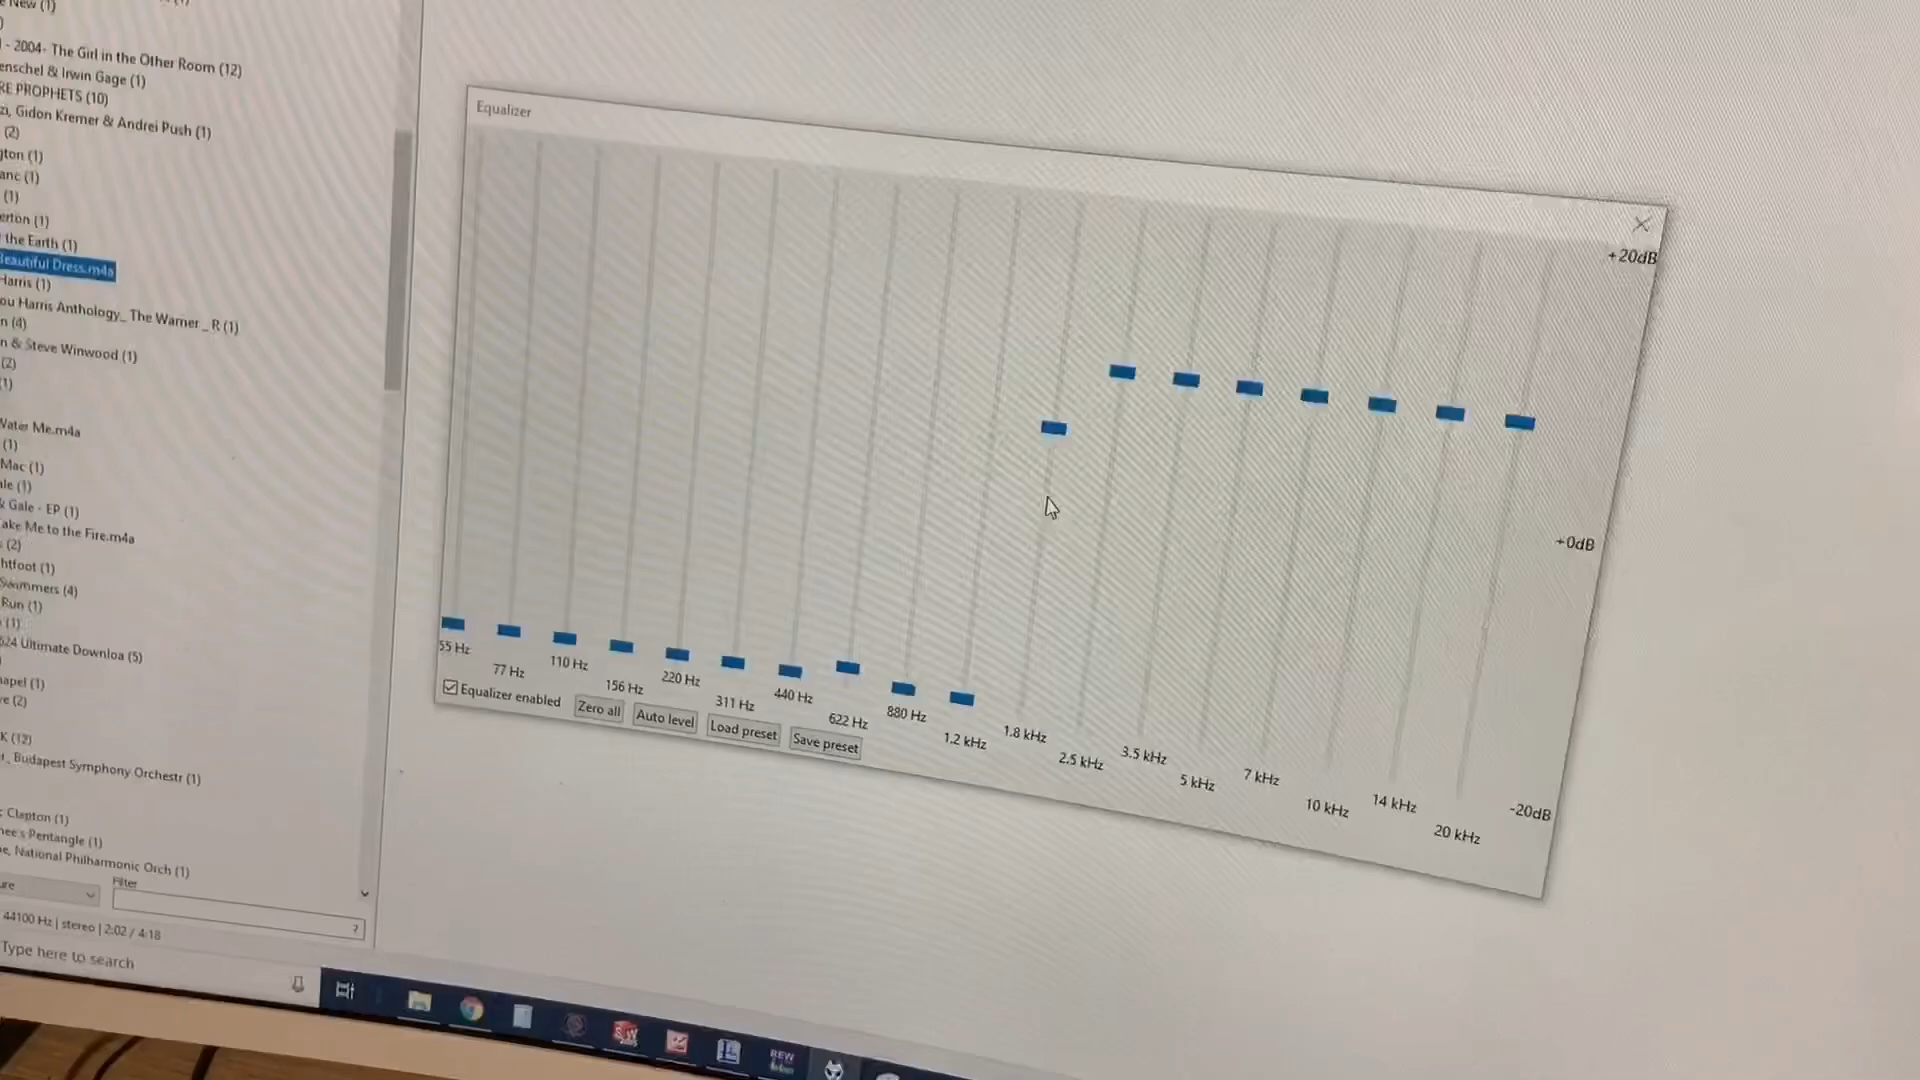 New (1)
- 2004- The Girl in the Other Room (12)
enschel & Irwin Gage (1)
RE PROPHETS (10)
zi, Gidon Kremer & Andrei Push (1)
(2)
gton (1)
anc (1)
(1)
erton (1)
the Earth (1)
Beautiful Dress.m4a
Harris (1)
ou Harris Anthology_ The Warner _ R (1)
n (4)
n & Steve Winwood (1)
(2)
(1)
Water Me.m4a
(1)
Mac (1)
ale (1)
& Gale - EP (1)
ake Me to the Fire.m4a
(2)
htfoot (1)
Swimmers (4)
Run (1)
(1)
624 Ultimate Downloa (5)
hapel (1)
ve (2)
K (12)
r, Budapest Symphony Orchestr (1)
; Clapton (1)
nee's Pentangle (1)
ne, National Philharmonic Orch (1)
ure
Filter
?
44100 Hz | stereo | 2:02 / 4:18
Type here to search
Equalizer
+20dB
+0dB
-20dB
55 Hz
77 Hz
110 Hz
156 Hz
220 Hz
311 Hz
440 Hz
622 Hz
880 Hz
1.2 kHz
1.8 kHz
2.5 kHz
3.5 kHz
5 kHz
7 kHz
10 kHz
14 kHz
20 kHz
Equalizer enabled
Zero all
Auto level
Load preset
Save preset
SW
REW